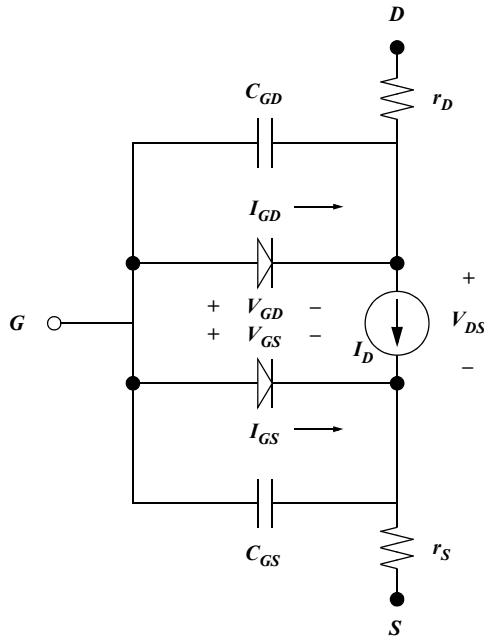 D
C_GD
r_D
I_GD
+ V_GD −
+
G
+ V_GS −
I_D
V_DS
−
I_GS
C_GS
r_S
S